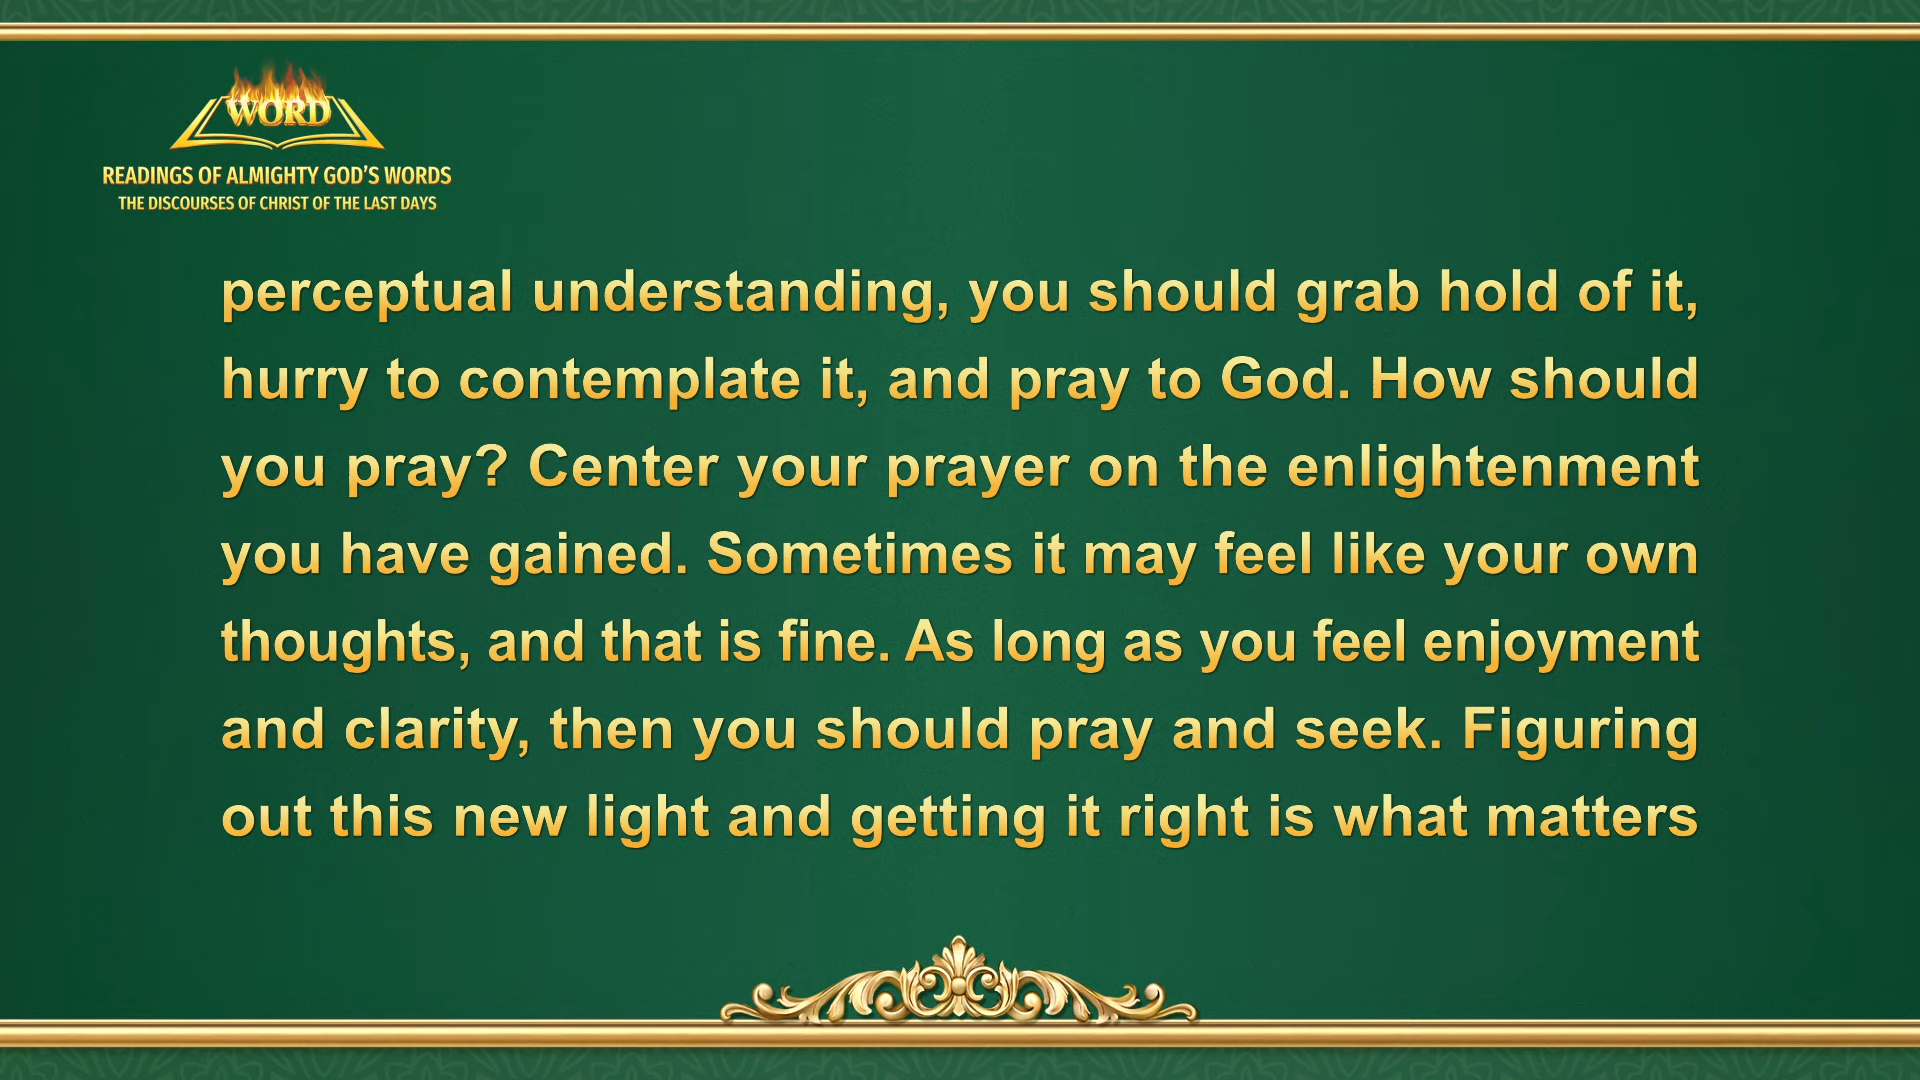 WORD
READINGS OF ALMIGHTY GOD'S WORDS
THE DISCOURSES OF CHRIST OF THE LAST DAYS
perceptual understanding, you should grab hold of it,
hurry to contemplate it, and pray to God. How should
you pray? Center your prayer on the enlightenment
you have gained. Sometimes it may feel like your own
thoughts, and that is fine. As long as you feel enjoyment
and clarity, then you should pray and seek. Figuring
out this new light and getting it right is what matters